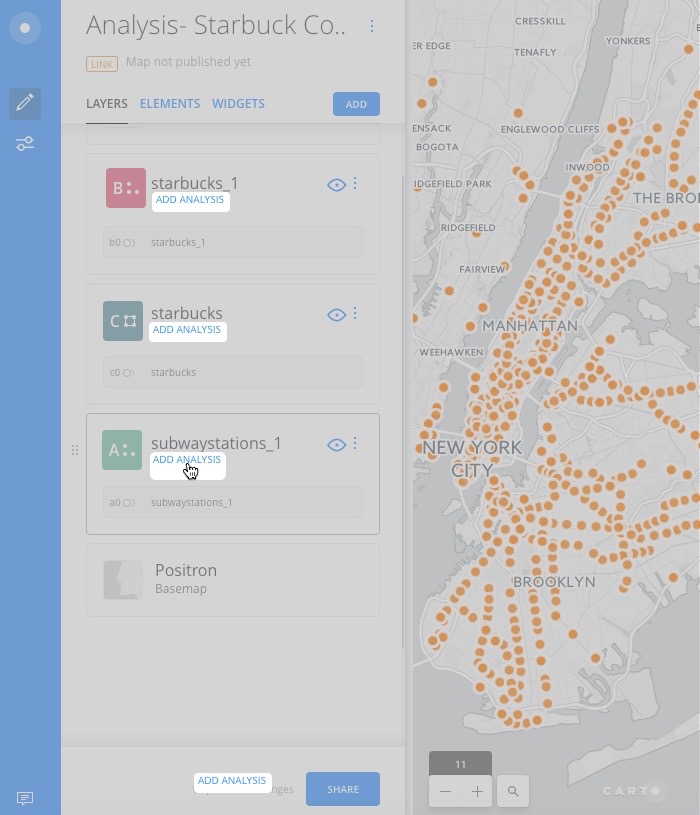 Analysis- Starbuck Co..
LINK Map not published yet
LAYERS ELEMENTS WIDGETS ADD
B
starbucks_1
ADD ANALYSIS
b0 starbucks_1
C
starbucks
ADD ANALYSIS
c0 starbucks
A
subwaystations_1
ADD ANALYSIS
a0 subwaystations_1
Positron
Basemap
ADD ANALYSIS
SHARE
CRESSKILL
YONKERS
ER EDGE
TENAFLY
ENSACK
ENGLEWOOD CLIFFS
BOGOTA
INWOOD
IDGEFIELD PARK
THE BRO
RIDGEFIELD
FAIRVIEW
MANHATTAN
WEEHAWKEN
NEW YORK
CITY
BROOKLYN
11
CARTO